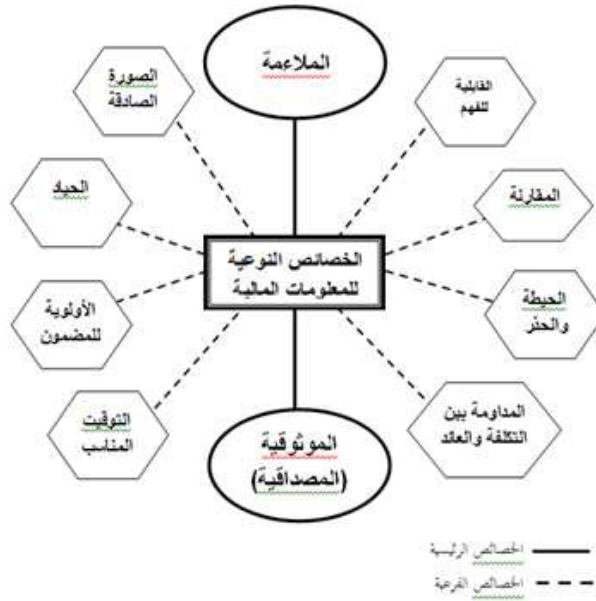 الملاءمة
القابلية
للفهم
الصورة
الصادقة
المقارنة
الحياد
الخصائص النوعية
للمعلومات المالية
الحيطة
والحذر
الأولوية
للمضمون
المداومة بين
التكلفة والعائد
التوقيت
المناسب
الموثوقية
(المصداقية)
الخصائص الرئيسية
الخصائص الفرعية